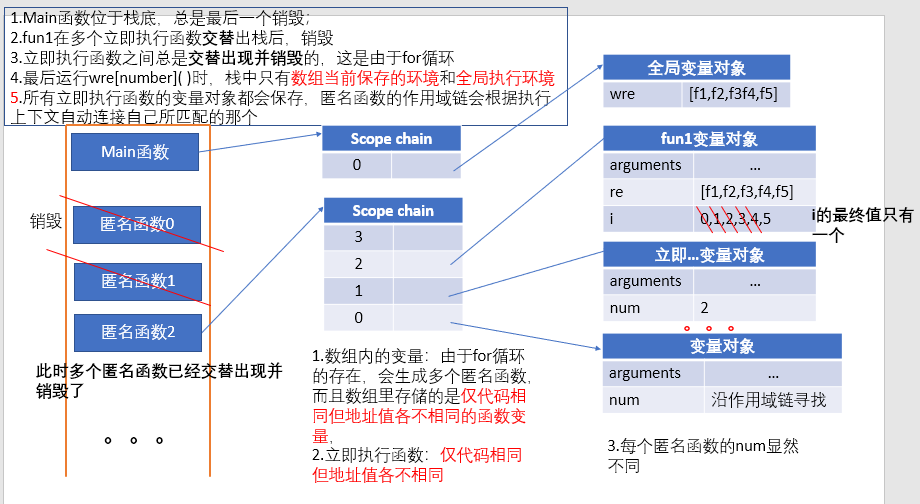 1.Main函数位于栈底，总是最后一个销毁；
2.fun1在多个立即执行函数交替出栈后，销毁
3.立即执行函数之间总是交替出现并销毁的，这是由于for循环
4.最后运行wre[number]( )时，栈中只有数组当前保存的环境和全局执行环境
5.所有立即执行函数的变量对象都会保存，匿名函数的作用域链会根据执行
上下文自动连接自己所匹配的那个
Main函数
销毁
匿名函数0
匿名函数1
匿名函数2
此时多个匿名函数已经交替出现并
销毁了
Scope chain
0
Scope chain
3
2
1
0
1.数组内的变量：由于for循环
的存在，会生成多个匿名函数，
而且数组里存储的是仅代码相
同但地址值各不相同的函数变
量，
2.立即执行函数：仅代码相同
但地址值各不相同
全局变量对象
wre [f1,f2,f3f4,f5]
fun1变量对象
arguments ...
re [f1,f2,f3,f4,f5]
i 0,1,2,3,4,5
i的最终值只有
一个
立即...变量对象
arguments ...
num 2
变量对象
arguments ...
num 沿作用域链寻找
3.每个匿名函数的num显然
不同